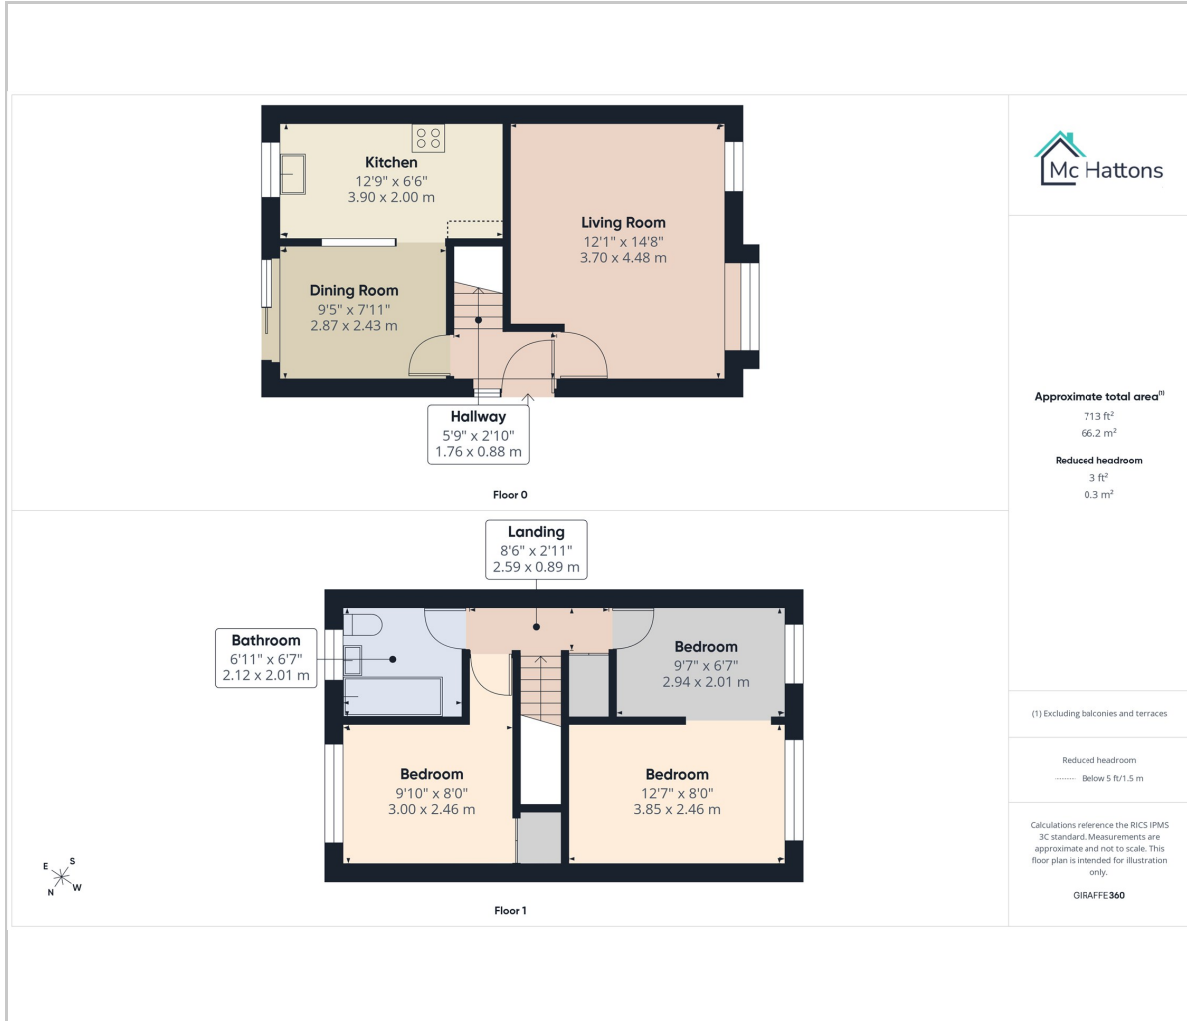 Kitchen
12'9" x 6'6"
3.90 x 2.00 m
Living Room
12'1" x 14'8"
3.70 x 4.48 m
Dining Room
9'5" x 7'11"
2.87 x 2.43 m
Hallway
5'9" x 2'10"
1.76 x 0.88 m
Floor 0
Landing
8'6" x 2'11"
2.59 x 0.89 m
Bathroom
6'11" x 6'7"
2.12 x 2.01 m
Bedroom
9'7" x 6'7"
2.94 x 2.01 m
Bedroom
9'10" x 8'0"
3.00 x 2.46 m
Bedroom
12'7" x 8'0"
3.85 x 2.46 m
E S
N W
Floor 1
Mc Hattons
Approximate total area(1)
713 ft²
66.2 m²
Reduced headroom
3 ft²
0.3 m²
(1) Excluding balconies and terraces
Reduced headroom
Below 5 ft/1.5 m
Calculations reference the RICS IPMS
3C standard. Measurements are
approximate and not to scale. This
floor plan is intended for illustration
only.
GIRAFFE360